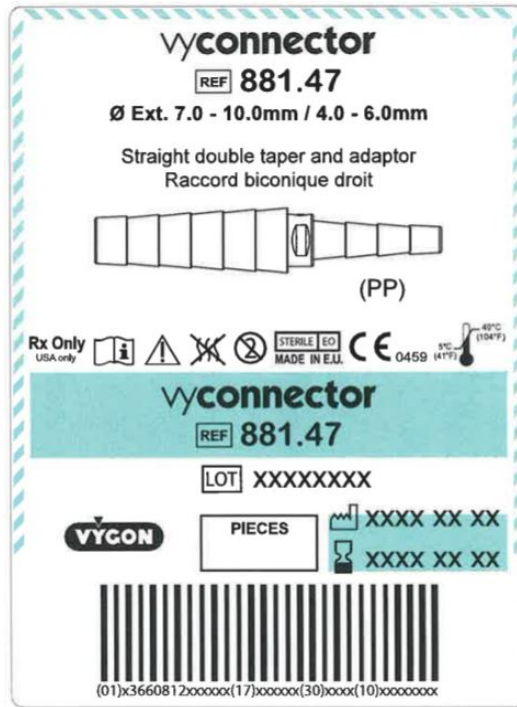 vyconnector
REF 881.47
Ø Ext. 7.0 - 10.0mm / 4.0 - 6.0mm
Straight double taper and adaptor
Raccord biconique droit
(PP)
Rx Only
USA only
i
2
STERILE EO
MADE IN E.U.
CE 0459
5°C
(41°F)
40°C
(104°F)
vyconnector
REF 881.47
LOT XXXXXXXX
VYGON
PIECES
XXXX XX XX
XXXX XX XX
(01)x3660812xxxxxx(17)xxxxxx(30)xxxx(10)xxxxxxxx